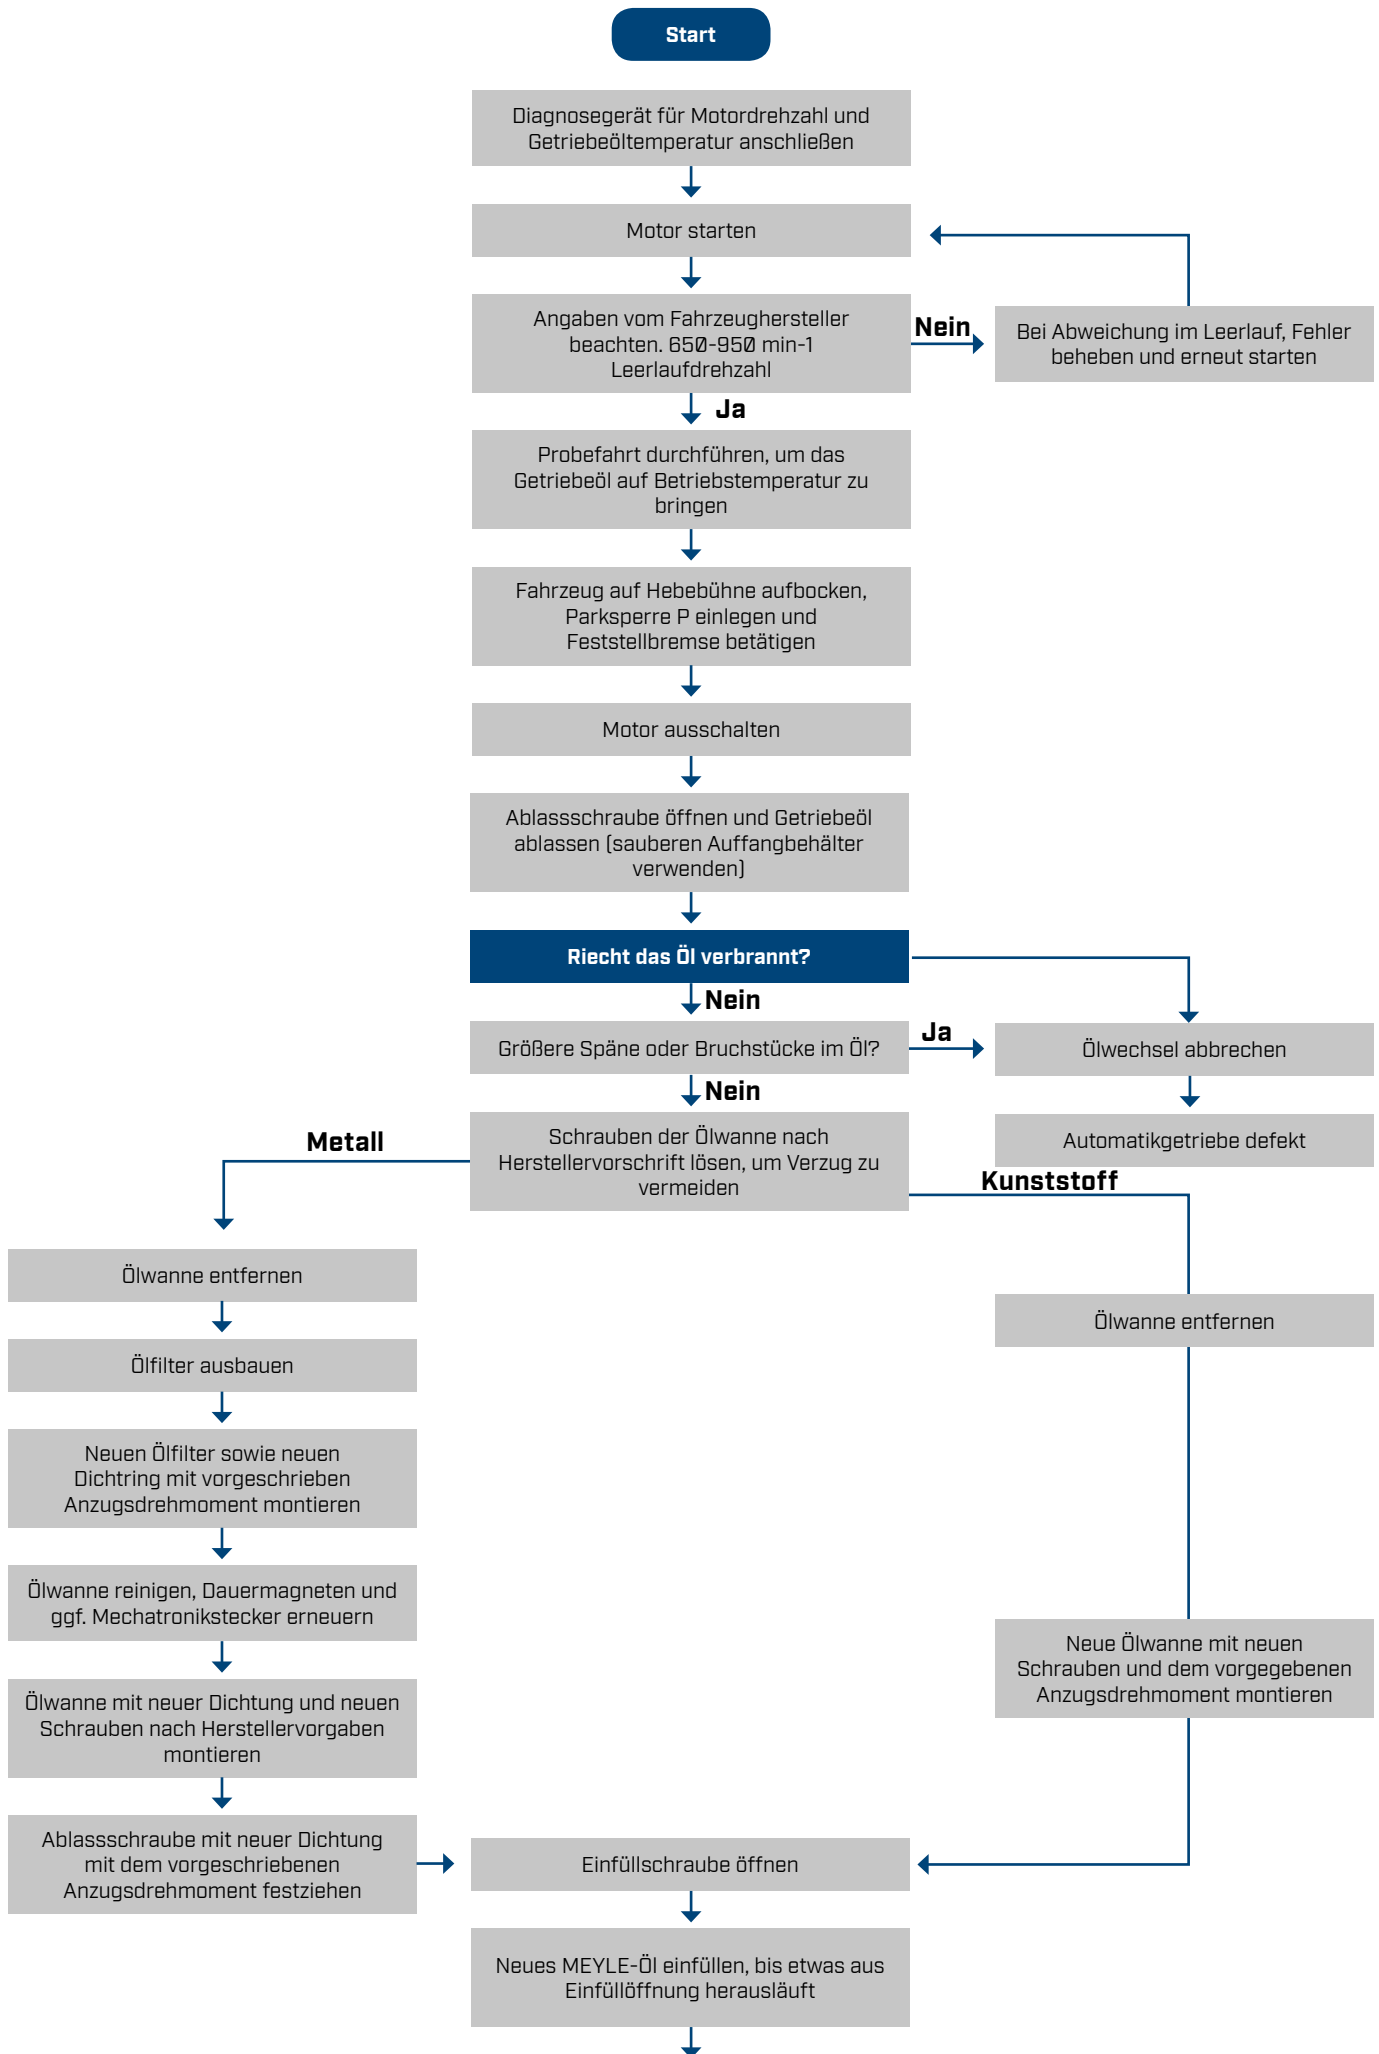 Start
Diagnosegerät für Motordrehzahl und
Getriebeöltemperatur anschließen
Motor starten
Angaben vom Fahrzeughersteller
beachten. 650-950 min-1
Leerlaufdrehzahl
Nein
Bei Abweichung im Leerlauf, Fehler
beheben und erneut starten
Ja
Probefahrt durchführen, um das
Getriebeöl auf Betriebstemperatur zu
bringen
Fahrzeug auf Hebebühne aufbocken,
Parksperre P einlegen und
Feststellbremse betätigen
Motor ausschalten
Ablassschraube öffnen und Getriebeöl
ablassen (sauberen Auffangbehälter
verwenden)
Riecht das Öl verbrannt?
Nein
Größere Späne oder Bruchstücke im Öl?
Ja
Ölwechsel abbrechen
Automatikgetriebe defekt
Nein
Schrauben der Ölwanne nach
Herstellervorschrift lösen, um Verzug zu
vermeiden
Metall
Kunststoff
Ölwanne entfernen
Ölfilter ausbauen
Neuen Ölfilter sowie neuen
Dichtring mit vorgeschrieben
Anzugsdrehmoment montieren
Ölwanne reinigen, Dauermagneten und
ggf. Mechatronikstecker erneuern
Ölwanne mit neuer Dichtung und neuen
Schrauben nach Herstellervorgaben
montieren
Ablassschraube mit neuer Dichtung
mit dem vorgeschriebenen
Anzugsdrehmoment festziehen
Ölwanne entfernen
Neue Ölwanne mit neuen
Schrauben und dem vorgegebenen
Anzugsdrehmoment montieren
Einfüllschraube öffnen
Neues MEYLE-Öl einfüllen, bis etwas aus
Einfüllöffnung herausläuft